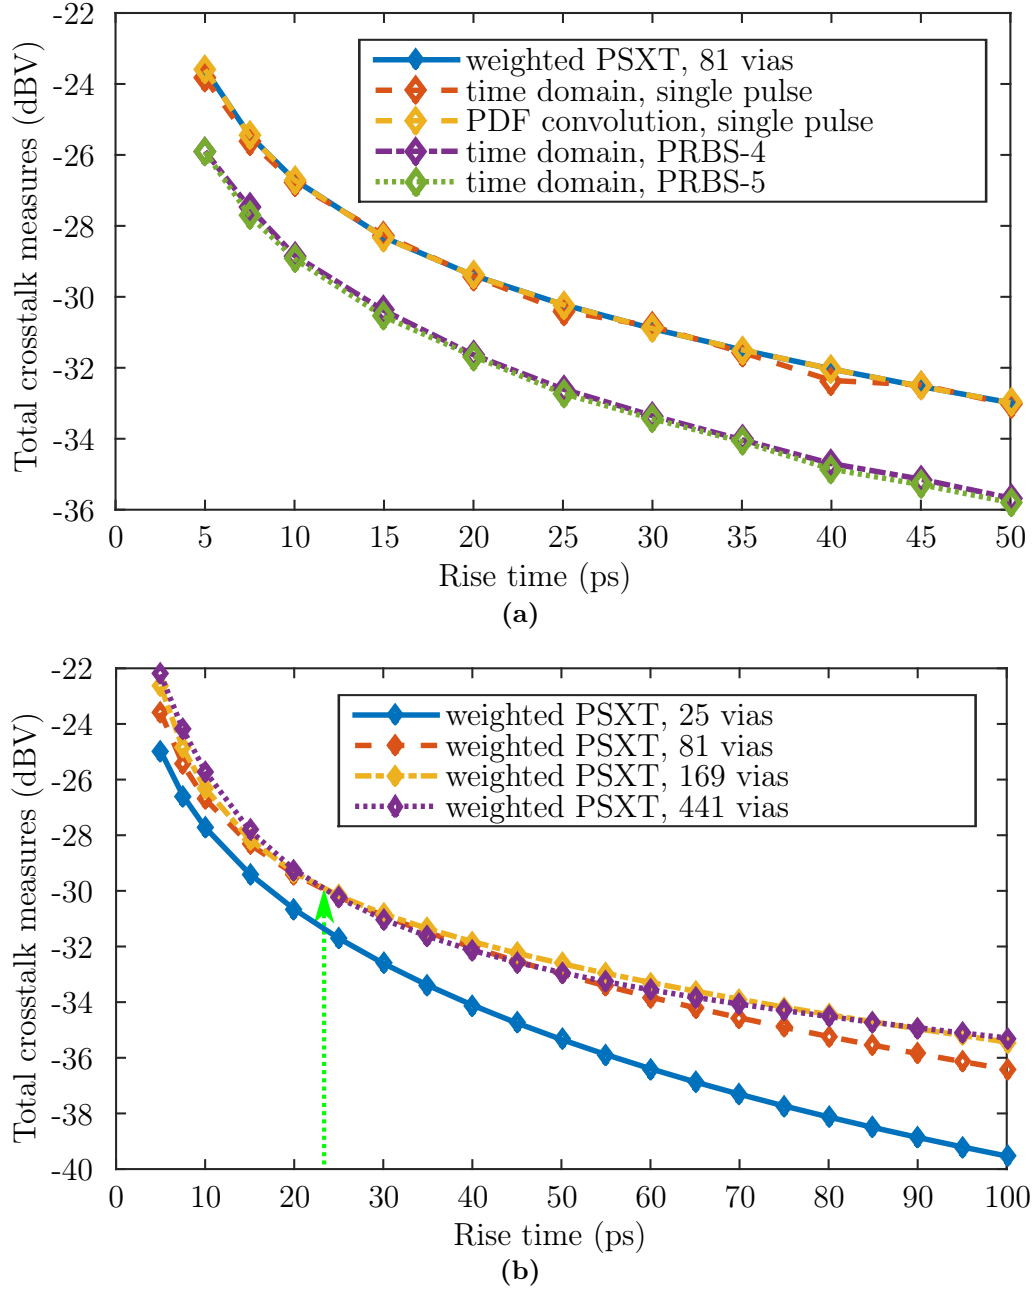 -22
-24
-26
-28
-30
-32
-34
-36
Total crosstalk measures (dBV)
weighted PSXT, 81 vias
time domain, single pulse
PDF convolution, single pulse
time domain, PRBS-4
time domain, PRBS-5
0 5 10 15 20 25 30 35 40 45 50
Rise time (ps)
(a)
-22
-24
-26
-28
-30
-32
-34
-36
-38
-40
Total crosstalk measures (dBV)
weighted PSXT, 25 vias
weighted PSXT, 81 vias
weighted PSXT, 169 vias
weighted PSXT, 441 vias
0 10 20 30 40 50 60 70 80 90 100
Rise time (ps)
(b)